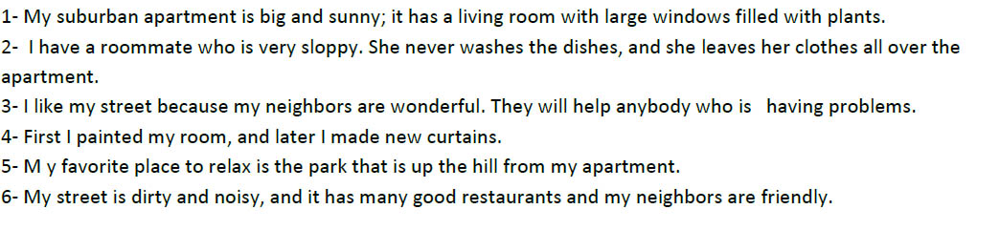 1- My suburban apartment is big and sunny; it has a living room with large windows filled with plants.
2-  I have a roommate who is very sloppy. She never washes the dishes, and she leaves her clothes all over the
apartment.
3- I like my street because my neighbors are wonderful. They will help anybody who is   having problems.
4- First I painted my room, and later I made new curtains.
5- M y favorite place to relax is the park that is up the hill from my apartment.
6- My street is dirty and noisy, and it has many good restaurants and my neighbors are friendly.